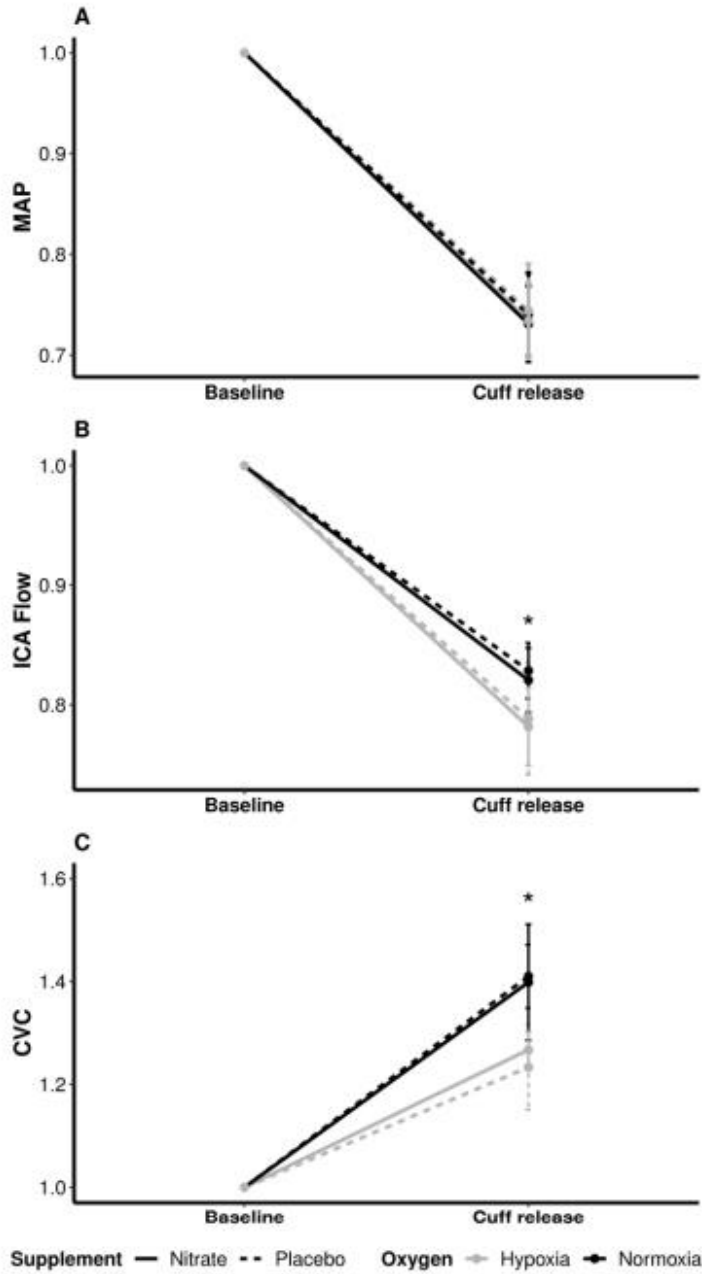 A
1.0
0.9
0.8
0.7
MAP
Baseline Cuff release
B
1.0
0.9
0.8
ICA Flow
*
Baseline Cuff release
C
1.6
1.4
1.2
1.0
CVC
*
Baseline Cuff release
Supplement Nitrate Placebo Oxygen Hypoxia Normoxia